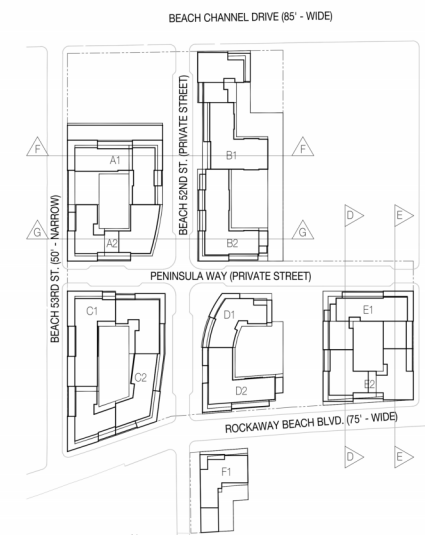 BEACH CHANNEL DRIVE (85' - WIDE)
BEACH 52ND ST. (PRIVATE STREET)
F
A1
B1
F
D
E
G
A2
B2
G
BEACH 53RD ST. (50' - NARROW)
PENINSULA WAY (PRIVATE STREET)
C1
D1
E1
C2
D2
E2
ROCKAWAY BEACH BLVD. (75' - WIDE)
F1
D
E